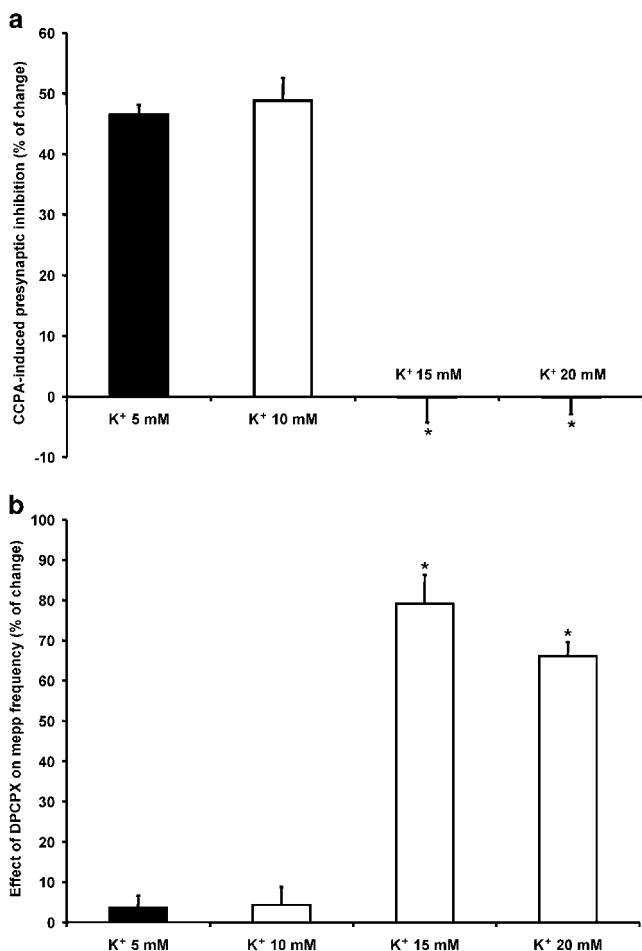 a
CCPA-induced presynaptic inhibition (% of change)
60
50
40
30
20
10
0
-10
K⁺ 5 mM
K⁺ 10 mM
K⁺ 15 mM
K⁺ 20 mM
*
*
b
Effect of DPCPX on mepp frequency (% of change)
100
90
80
70
60
50
40
30
20
10
0
*
*
K⁺ 5 mM
K⁺ 10 mM
K⁺ 15 mM
K⁺ 20 mM